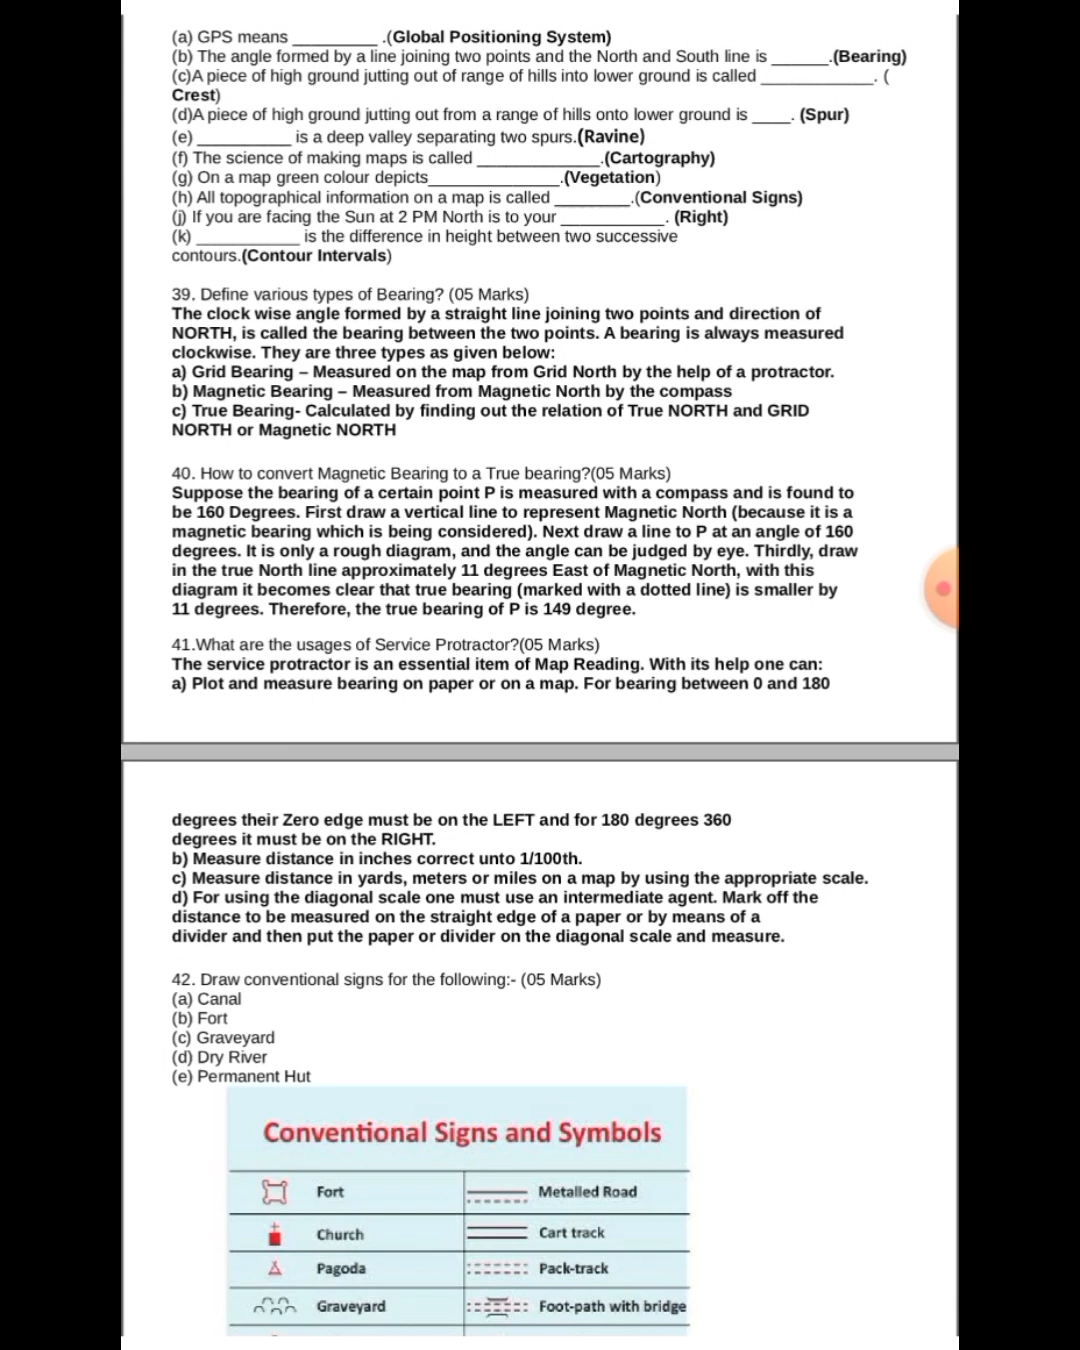 (a) GPS means _________ .(Global Positioning System)
(b) The angle formed by a line joining two points and the North and South line is ______.(Bearing)
(c)A piece of high ground jutting out of range of hills into lower ground is called ____________. (
Crest)
(d)A piece of high ground jutting out from a range of hills onto lower ground is ____. (Spur)
(e) __________ is a deep valley separating two spurs.(Ravine)
(f) The science of making maps is called _____________.(Cartography)
(g) On a map green colour depicts______________.(Vegetation)
(h) All topographical information on a map is called ________.(Conventional Signs)
(j) If you are facing the Sun at 2 PM North is to your ___________. (Right)
(k) ___________ is the difference in height between two successive
contours.(Contour Intervals)
39. Define various types of Bearing? (05 Marks)
The clock wise angle formed by a straight line joining two points and direction of
NORTH, is called the bearing between the two points. A bearing is always measured
clockwise. They are three types as given below:
a) Grid Bearing – Measured on the map from Grid North by the help of a protractor.
b) Magnetic Bearing – Measured from Magnetic North by the compass
c) True Bearing- Calculated by finding out the relation of True NORTH and GRID
NORTH or Magnetic NORTH
40. How to convert Magnetic Bearing to a True bearing?(05 Marks)
Suppose the bearing of a certain point P is measured with a compass and is found to
be 160 Degrees. First draw a vertical line to represent Magnetic North (because it is a
magnetic bearing which is being considered). Next draw a line to P at an angle of 160
degrees. It is only a rough diagram, and the angle can be judged by eye. Thirdly, draw
in the true North line approximately 11 degrees East of Magnetic North, with this
diagram it becomes clear that true bearing (marked with a dotted line) is smaller by
11 degrees. Therefore, the true bearing of P is 149 degree.
41.What are the usages of Service Protractor?(05 Marks)
The service protractor is an essential item of Map Reading. With its help one can:
a) Plot and measure bearing on paper or on a map. For bearing between 0 and 180
degrees their Zero edge must be on the LEFT and for 180 degrees 360
degrees it must be on the RIGHT.
b) Measure distance in inches correct unto 1/100th.
c) Measure distance in yards, meters or miles on a map by using the appropriate scale.
d) For using the diagonal scale one must use an intermediate agent. Mark off the
distance to be measured on the straight edge of a paper or by means of a
divider and then put the paper or divider on the diagonal scale and measure.
42. Draw conventional signs for the following:- (05 Marks)
(a) Canal
(b) Fort
(c) Graveyard
(d) Dry River
(e) Permanent Hut
Conventional Signs and Symbols
Fort Metalled Road
Church Cart track
Pagoda Pack-track
Graveyard Foot-path with bridge